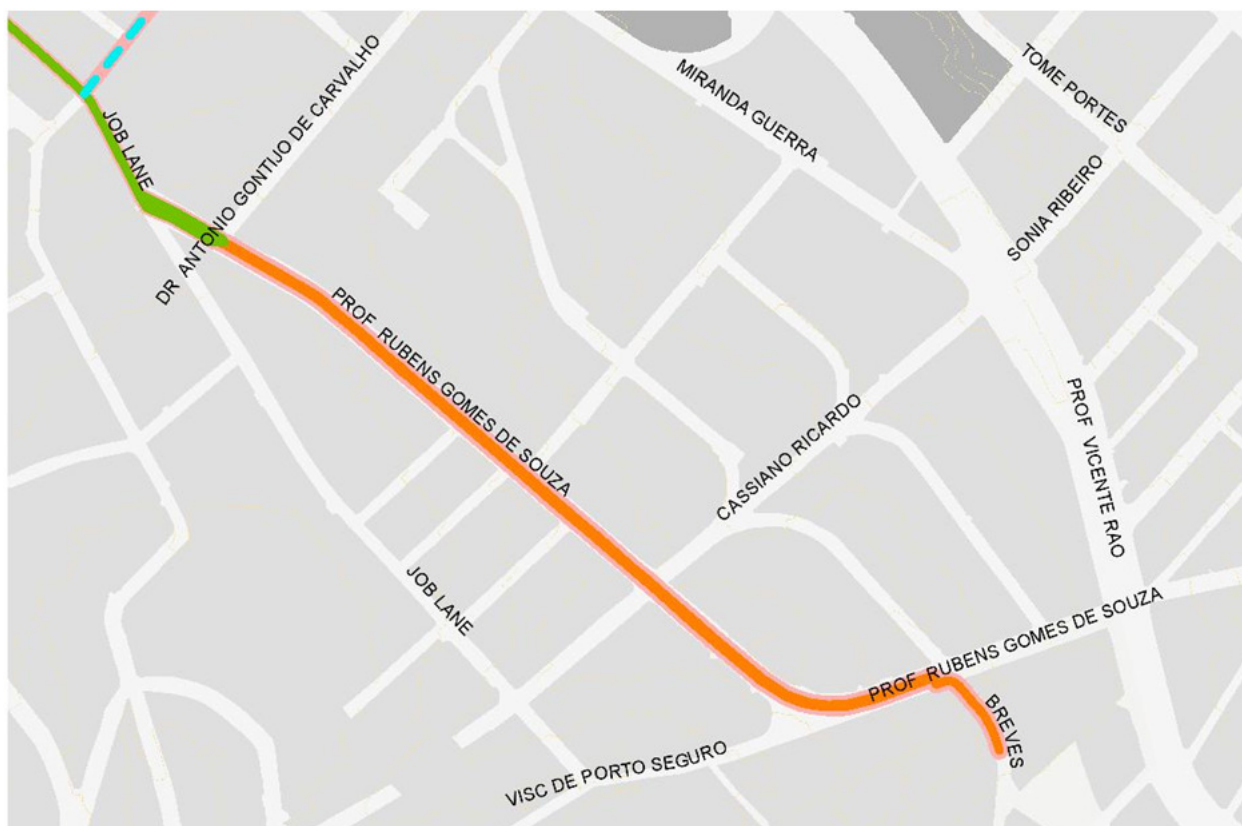 DR ANTONIO GONTIJO DE CARVALHO
TOME PORTES
MIRANDA GUERRA
JOB LANE
SONIA RIBEIRO
PROF RUBENS GOMES DE SOUZA
CASSIANO RICARDO
PROF VICENTE RAO
JOB LANE
PROF RUBENS GOMES DE SOUZA
BREVES
VISC DE PORTO SEGURO